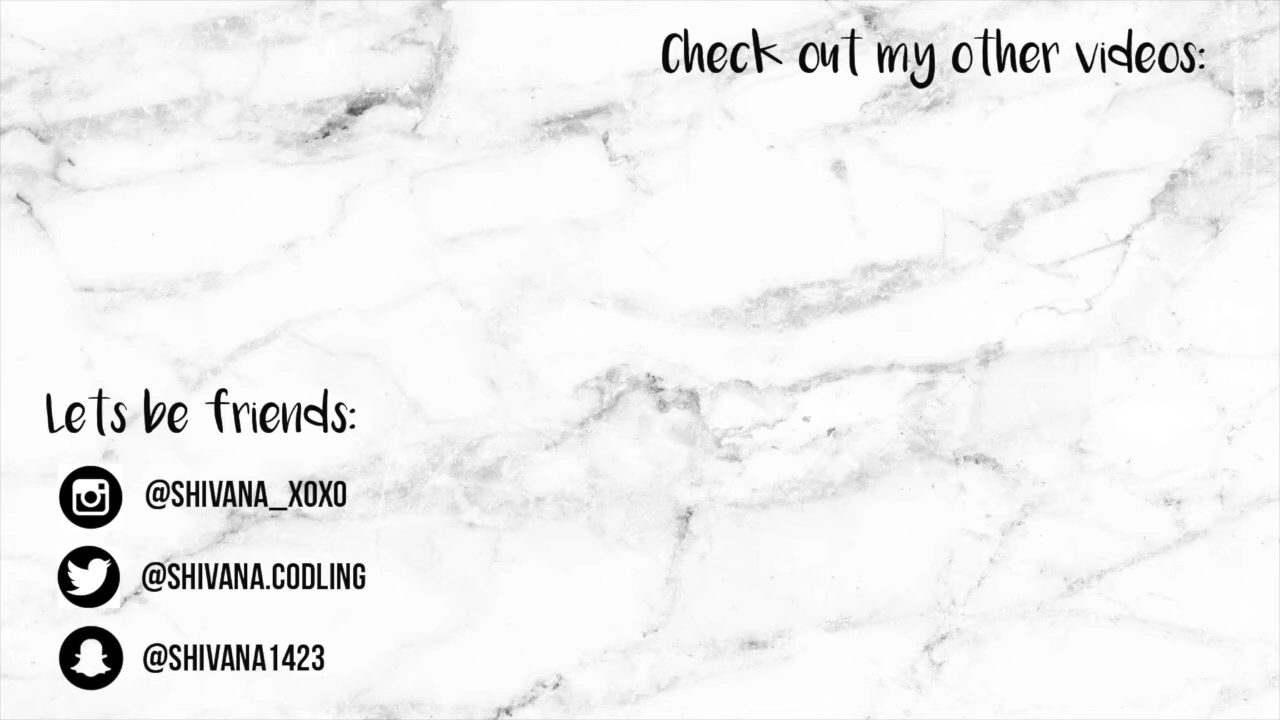 Check out my other videos:
Lets be friends:
@SHIVANA_XOXO
@SHIVANA.CODLING
@SHIVANA1423